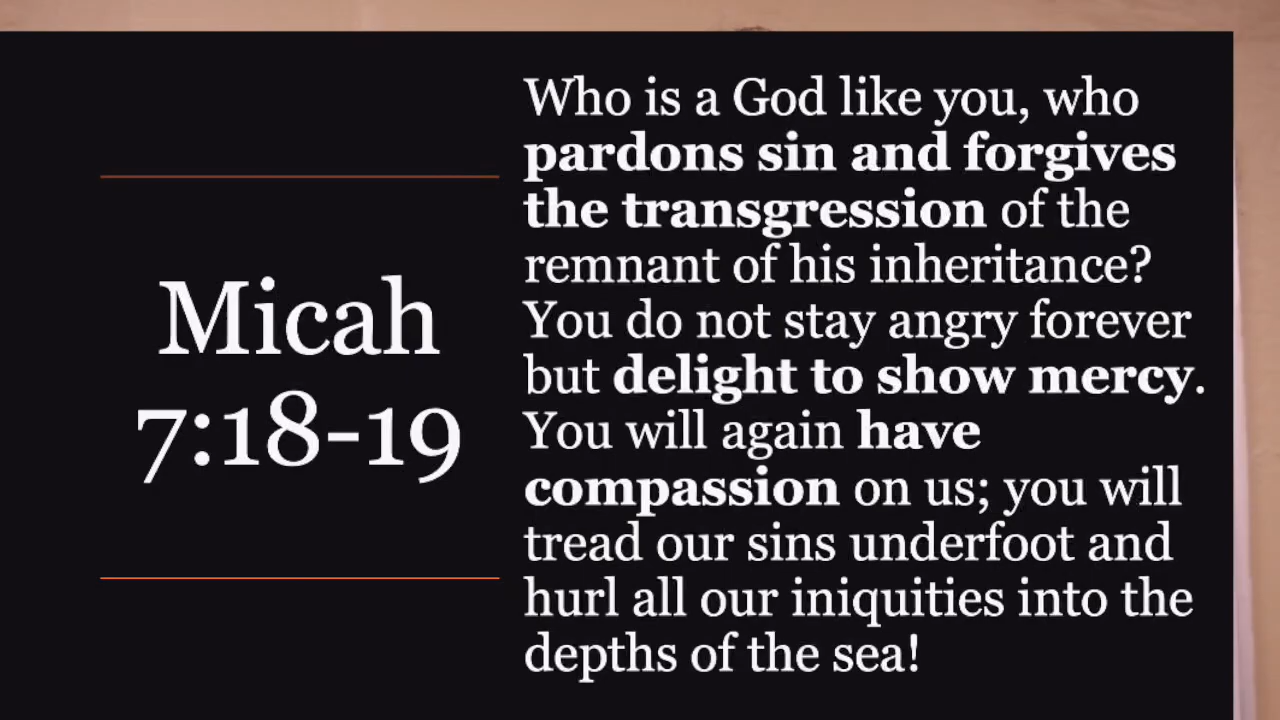 Micah
7:18-19
Who is a God like you, who
pardons sin and forgives
the transgression of the
remnant of his inheritance?
You do not stay angry forever
but delight to show mercy.
You will again have
compassion on us; you will
tread our sins underfoot and
hurl all our iniquities into the
depths of the sea!